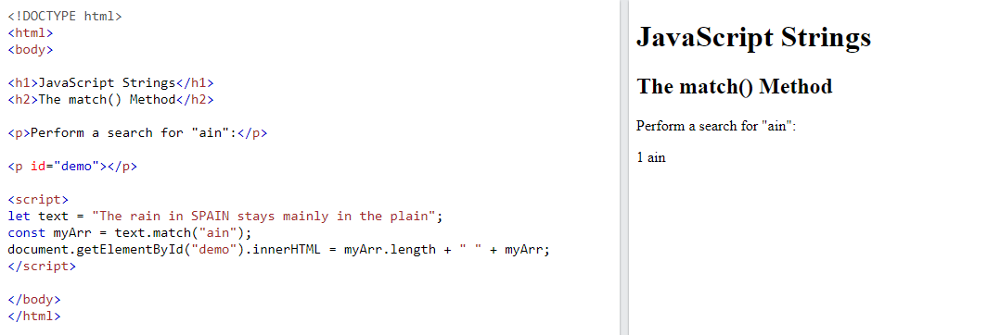 <!DOCTYPE html>
<html>
<body>
<h1>JavaScript Strings</h1>
<h2>The match() Method</h2>
<p>Perform a search for "ain":</p>
<p id="demo"></p>
<script>
let text = "The rain in SPAIN stays mainly in the plain";
const myArr = text.match("ain");
document.getElementById("demo").innerHTML = myArr.length + " " + myArr;
</script>
</body>
</html>
JavaScript Strings
The match() Method
Perform a search for "ain":
1 ain